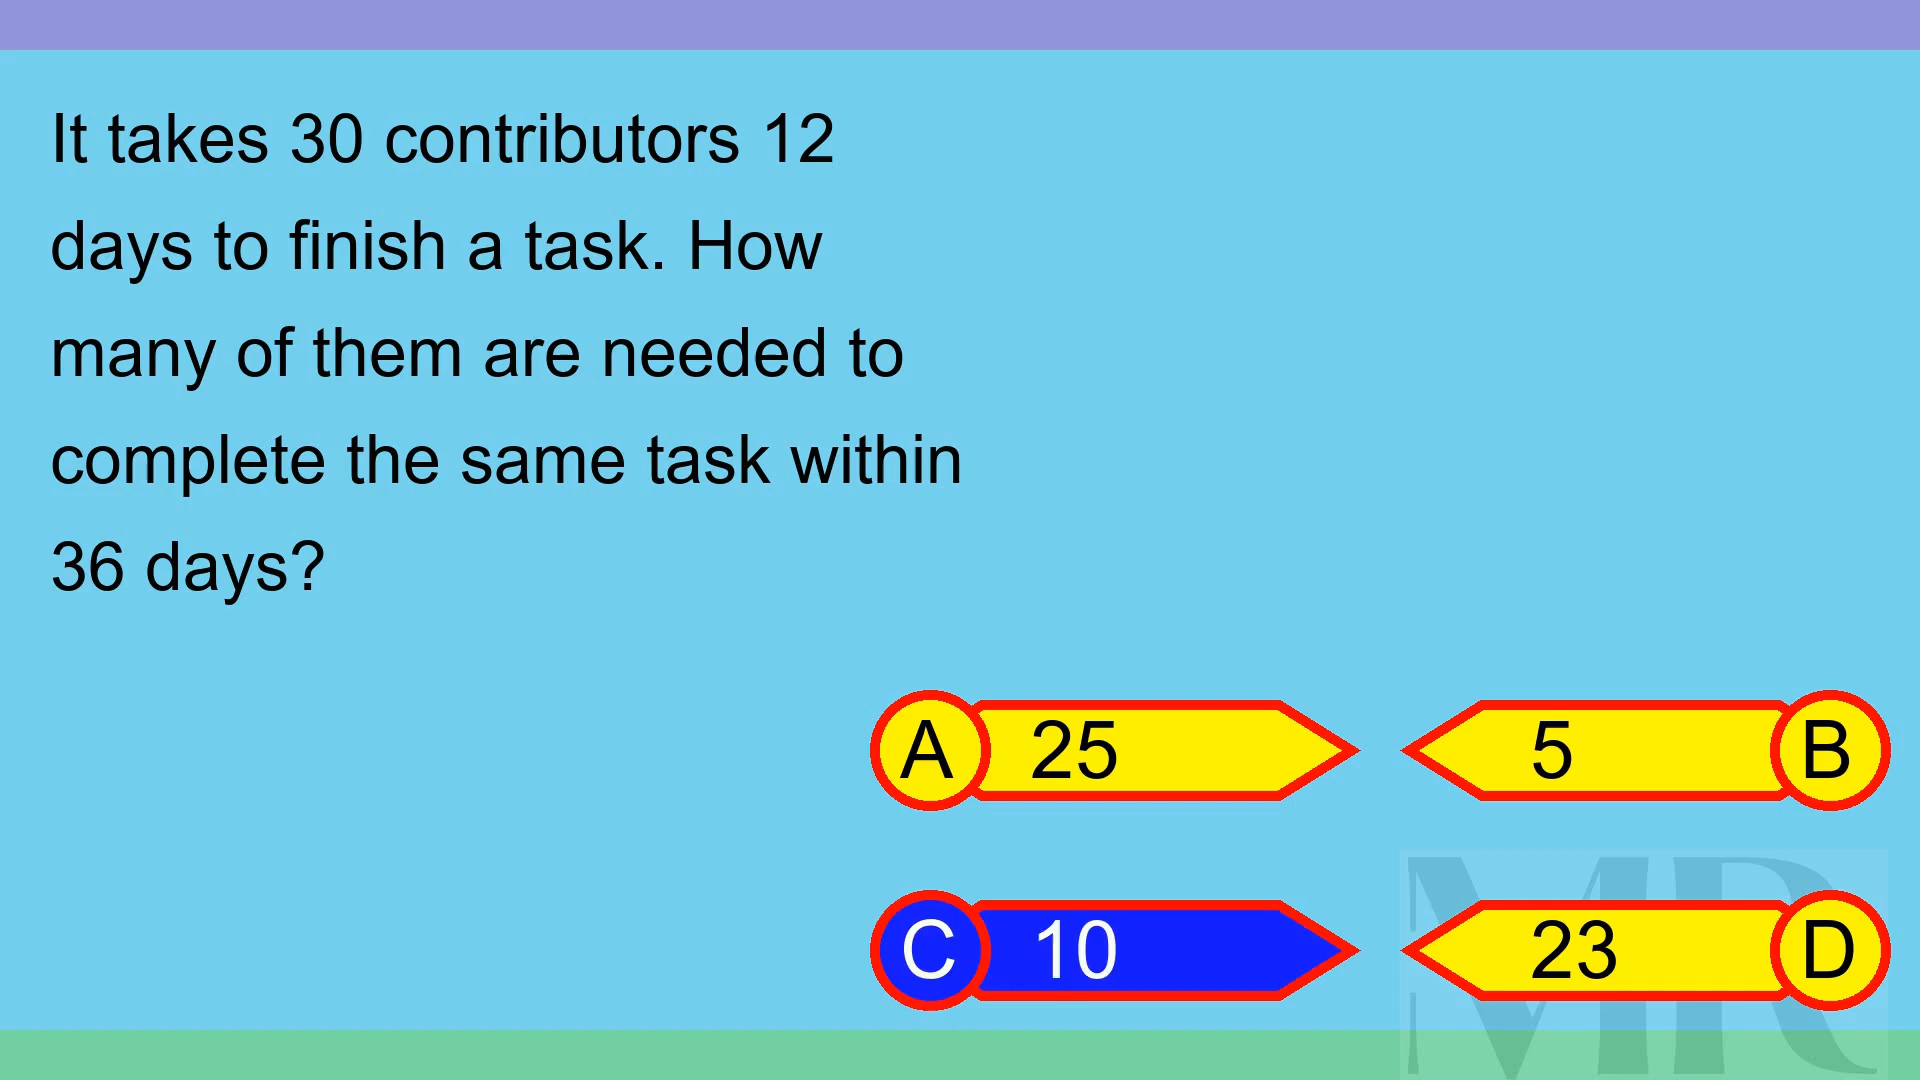 It takes 30 contributors 12
days to finish a task. How
many of them are needed to
complete the same task within
36 days?
A 25
5 B
C 10
23 D
MR